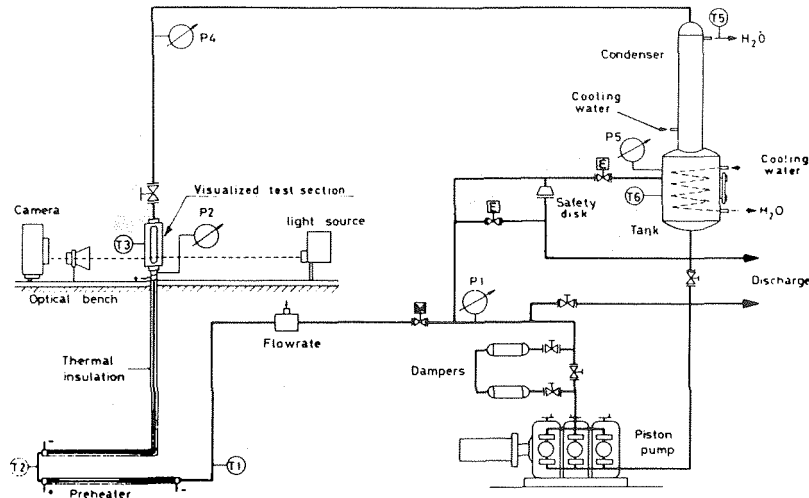 T5
H2O
P4
Condenser
Cooling
water
P5
E
Cooling
water
Visualized test section
Safety
disk
T6
Camera
P2
light source
E
H2O
T3
Tank
Optical bench
P1
Discharge
M
Flowrate
Thermal
insulation
Dampers
Piston
pump
T2
T1
Preheater